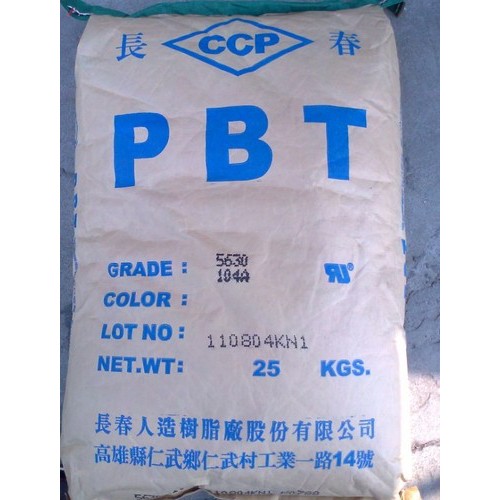 長 CCP 春
PBT
GRADE: 5630
104A
COLOR:
LOT NO: 110804KN1
NET.WT: 25 KGS.
長春人造樹脂廠股份有限公司
高雄縣仁武鄉仁武村工業一路14號